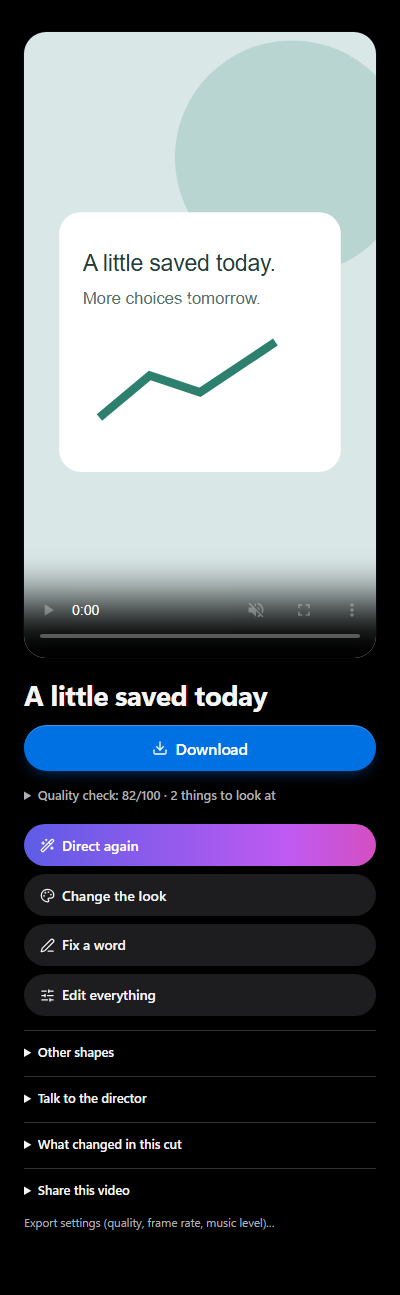 A little saved today.
More choices tomorrow.
0:00
A little saved today
Download
Quality check: 82/100 · 2 things to look at
Direct again
Change the look
Fix a word
Edit everything
Other shapes
Talk to the director
What changed in this cut
Share this video
Export settings (quality, frame rate, music level)...